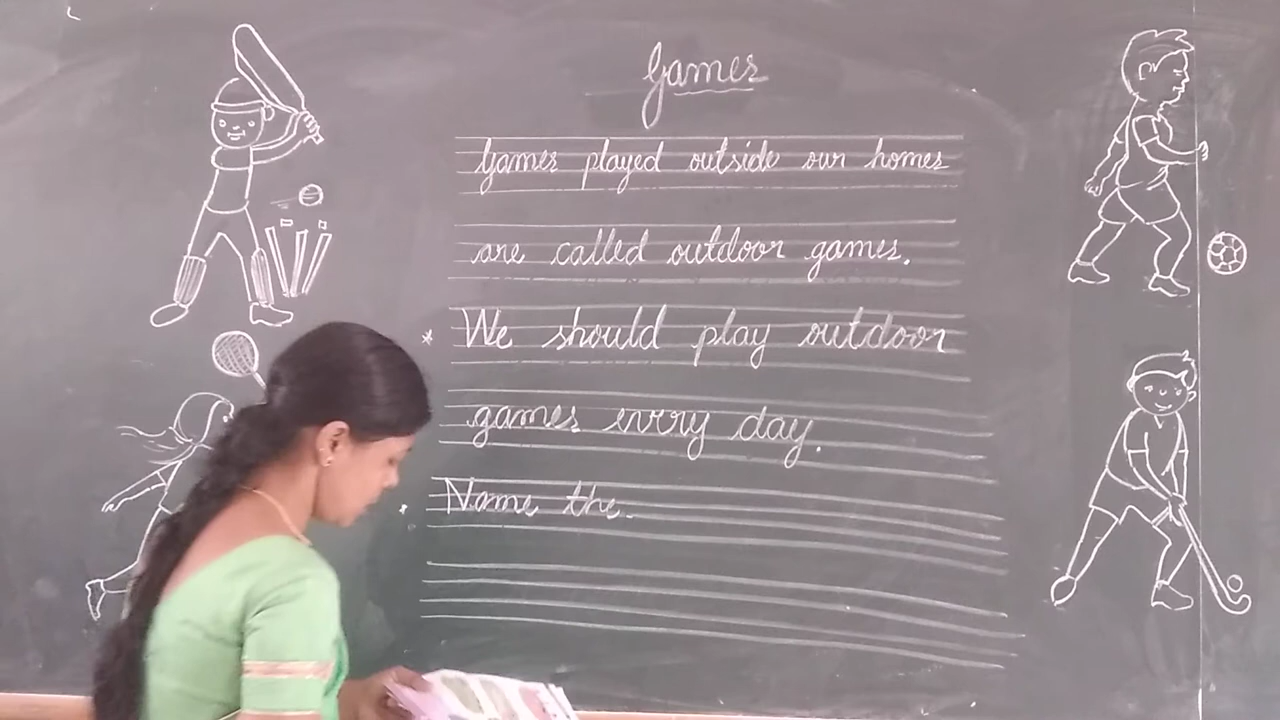 Games
Games played outside our homes
are called outdoor games.
* We should play outdoor
games every day.
. Name the